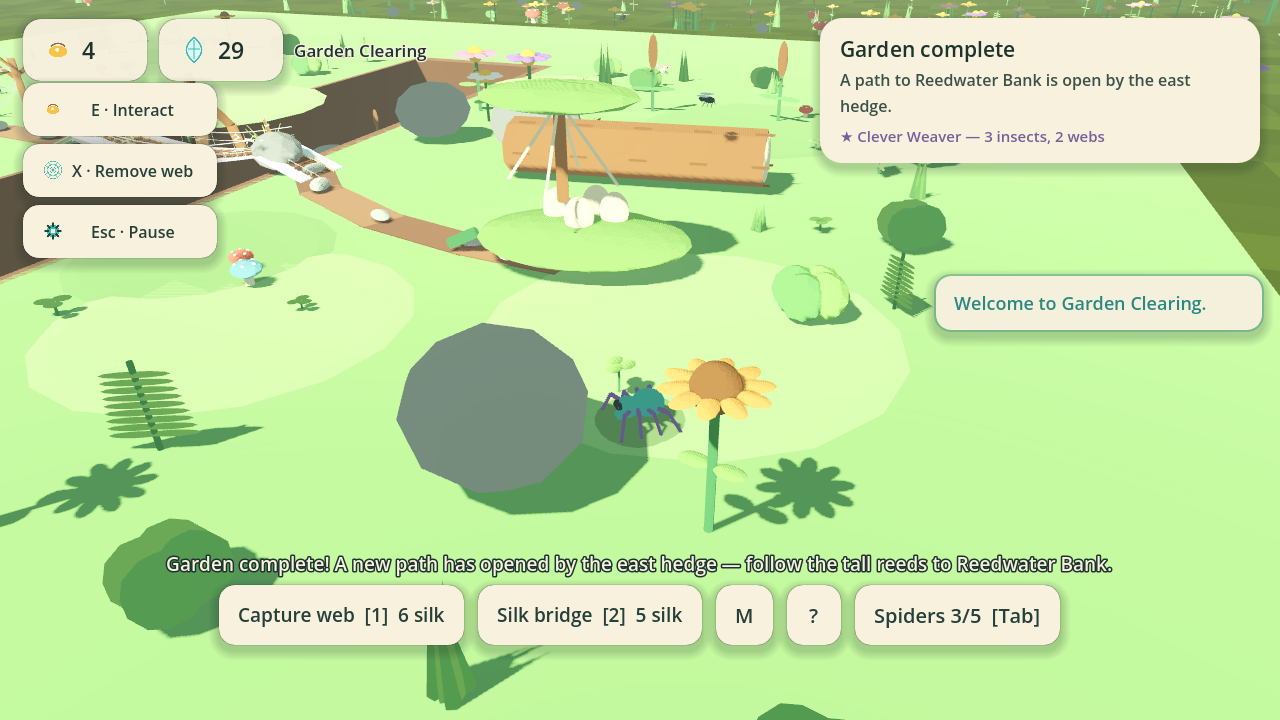 4
29
Garden Clearing
E · Interact
X · Remove web
Esc · Pause
Garden complete
A path to Reedwater Bank is open by the east
hedge.
★ Clever Weaver — 3 insects, 2 webs
Welcome to Garden Clearing.
Garden complete! A new path has opened by the east hedge — follow the tall reeds to Reedwater Bank.
Capture web [1] 6 silk
Silk bridge [2] 5 silk
M
?
Spiders 3/5 [Tab]